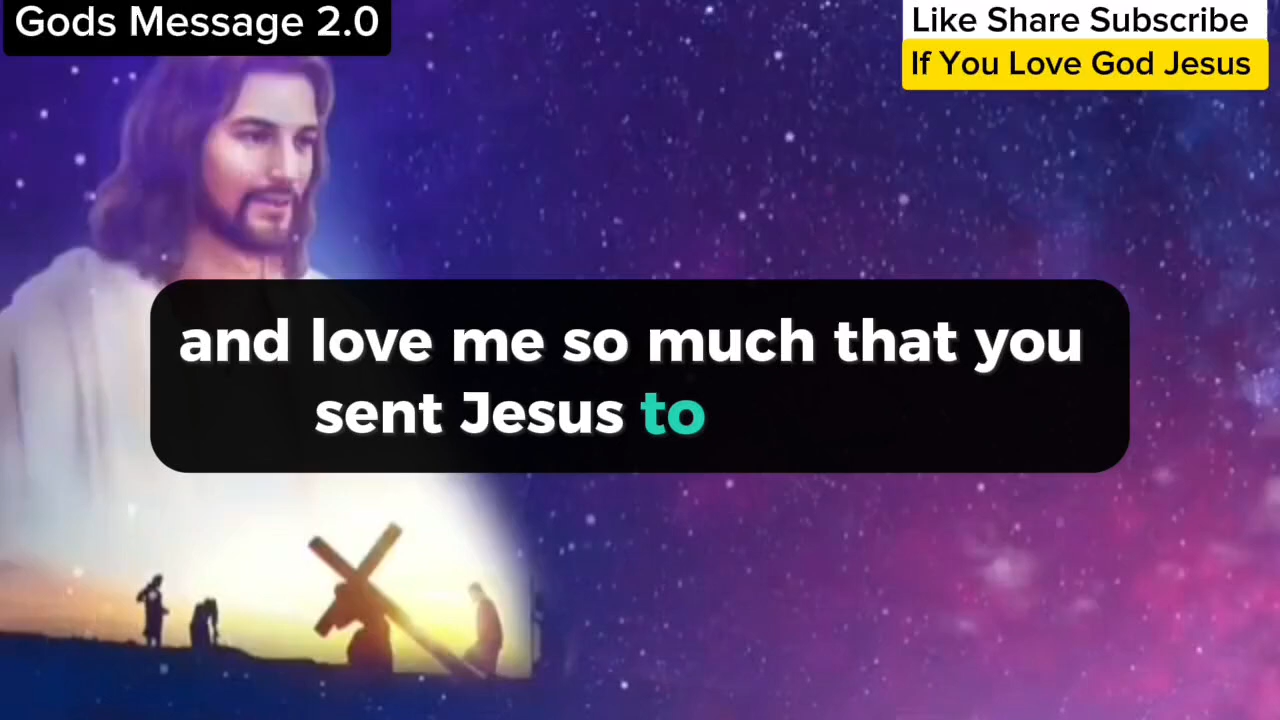 Gods Message 2.0
Like Share Subscribe
If You Love God Jesus
and love me so much that you
sent Jesus to